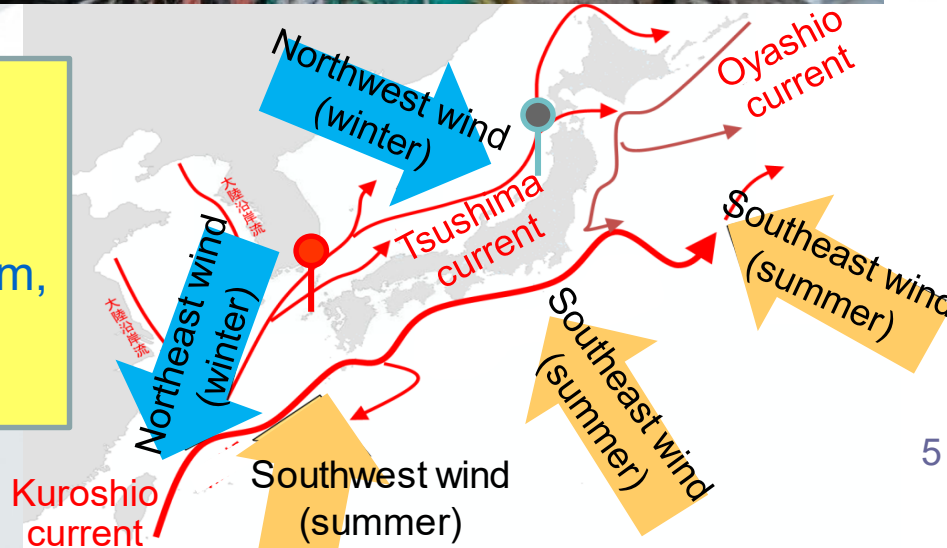 m,
Northwest wind
(winter)
Oyashio
current
大陸沿岸流
大陸沿岸流
Northeast wind
(winter)
Tsushima
current
Southeast wind
(summer)
Southeast wind
(summer)
Southwest wind
(summer)
Kuroshio
current
5